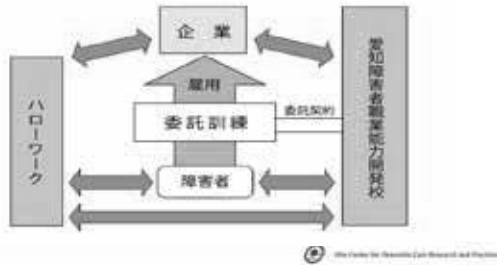 企業
雇用
委託訓練
委託契約
障害者
ハローワーク
愛知障害者職業能力開発校